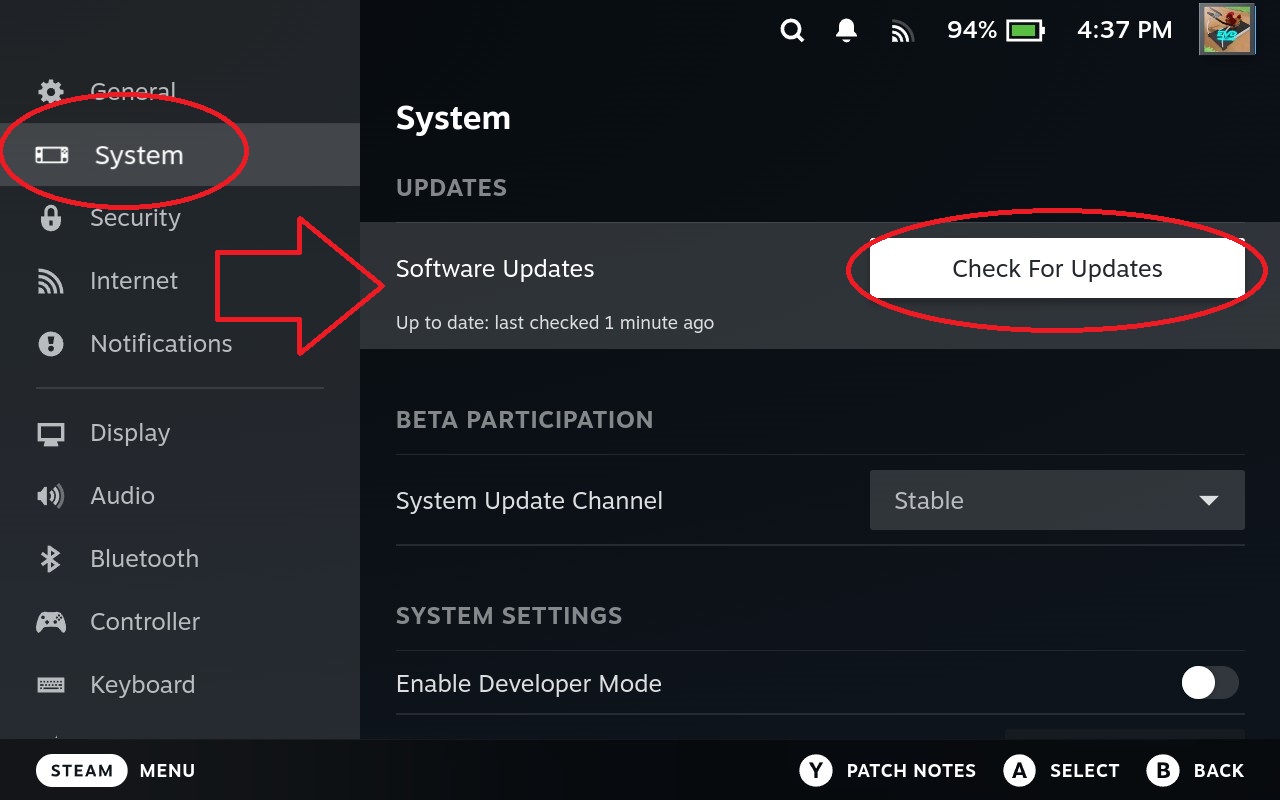 94%
4:37 PM
General
System
Security
Internet
Notifications
Display
Audio
Bluetooth
Controller
Keyboard
System
UPDATES
Software Updates
Check For Updates
Up to date: last checked 1 minute ago
BETA PARTICIPATION
System Update Channel
Stable
SYSTEM SETTINGS
Enable Developer Mode
STEAM MENU
Y PATCH NOTES
A SELECT
B BACK